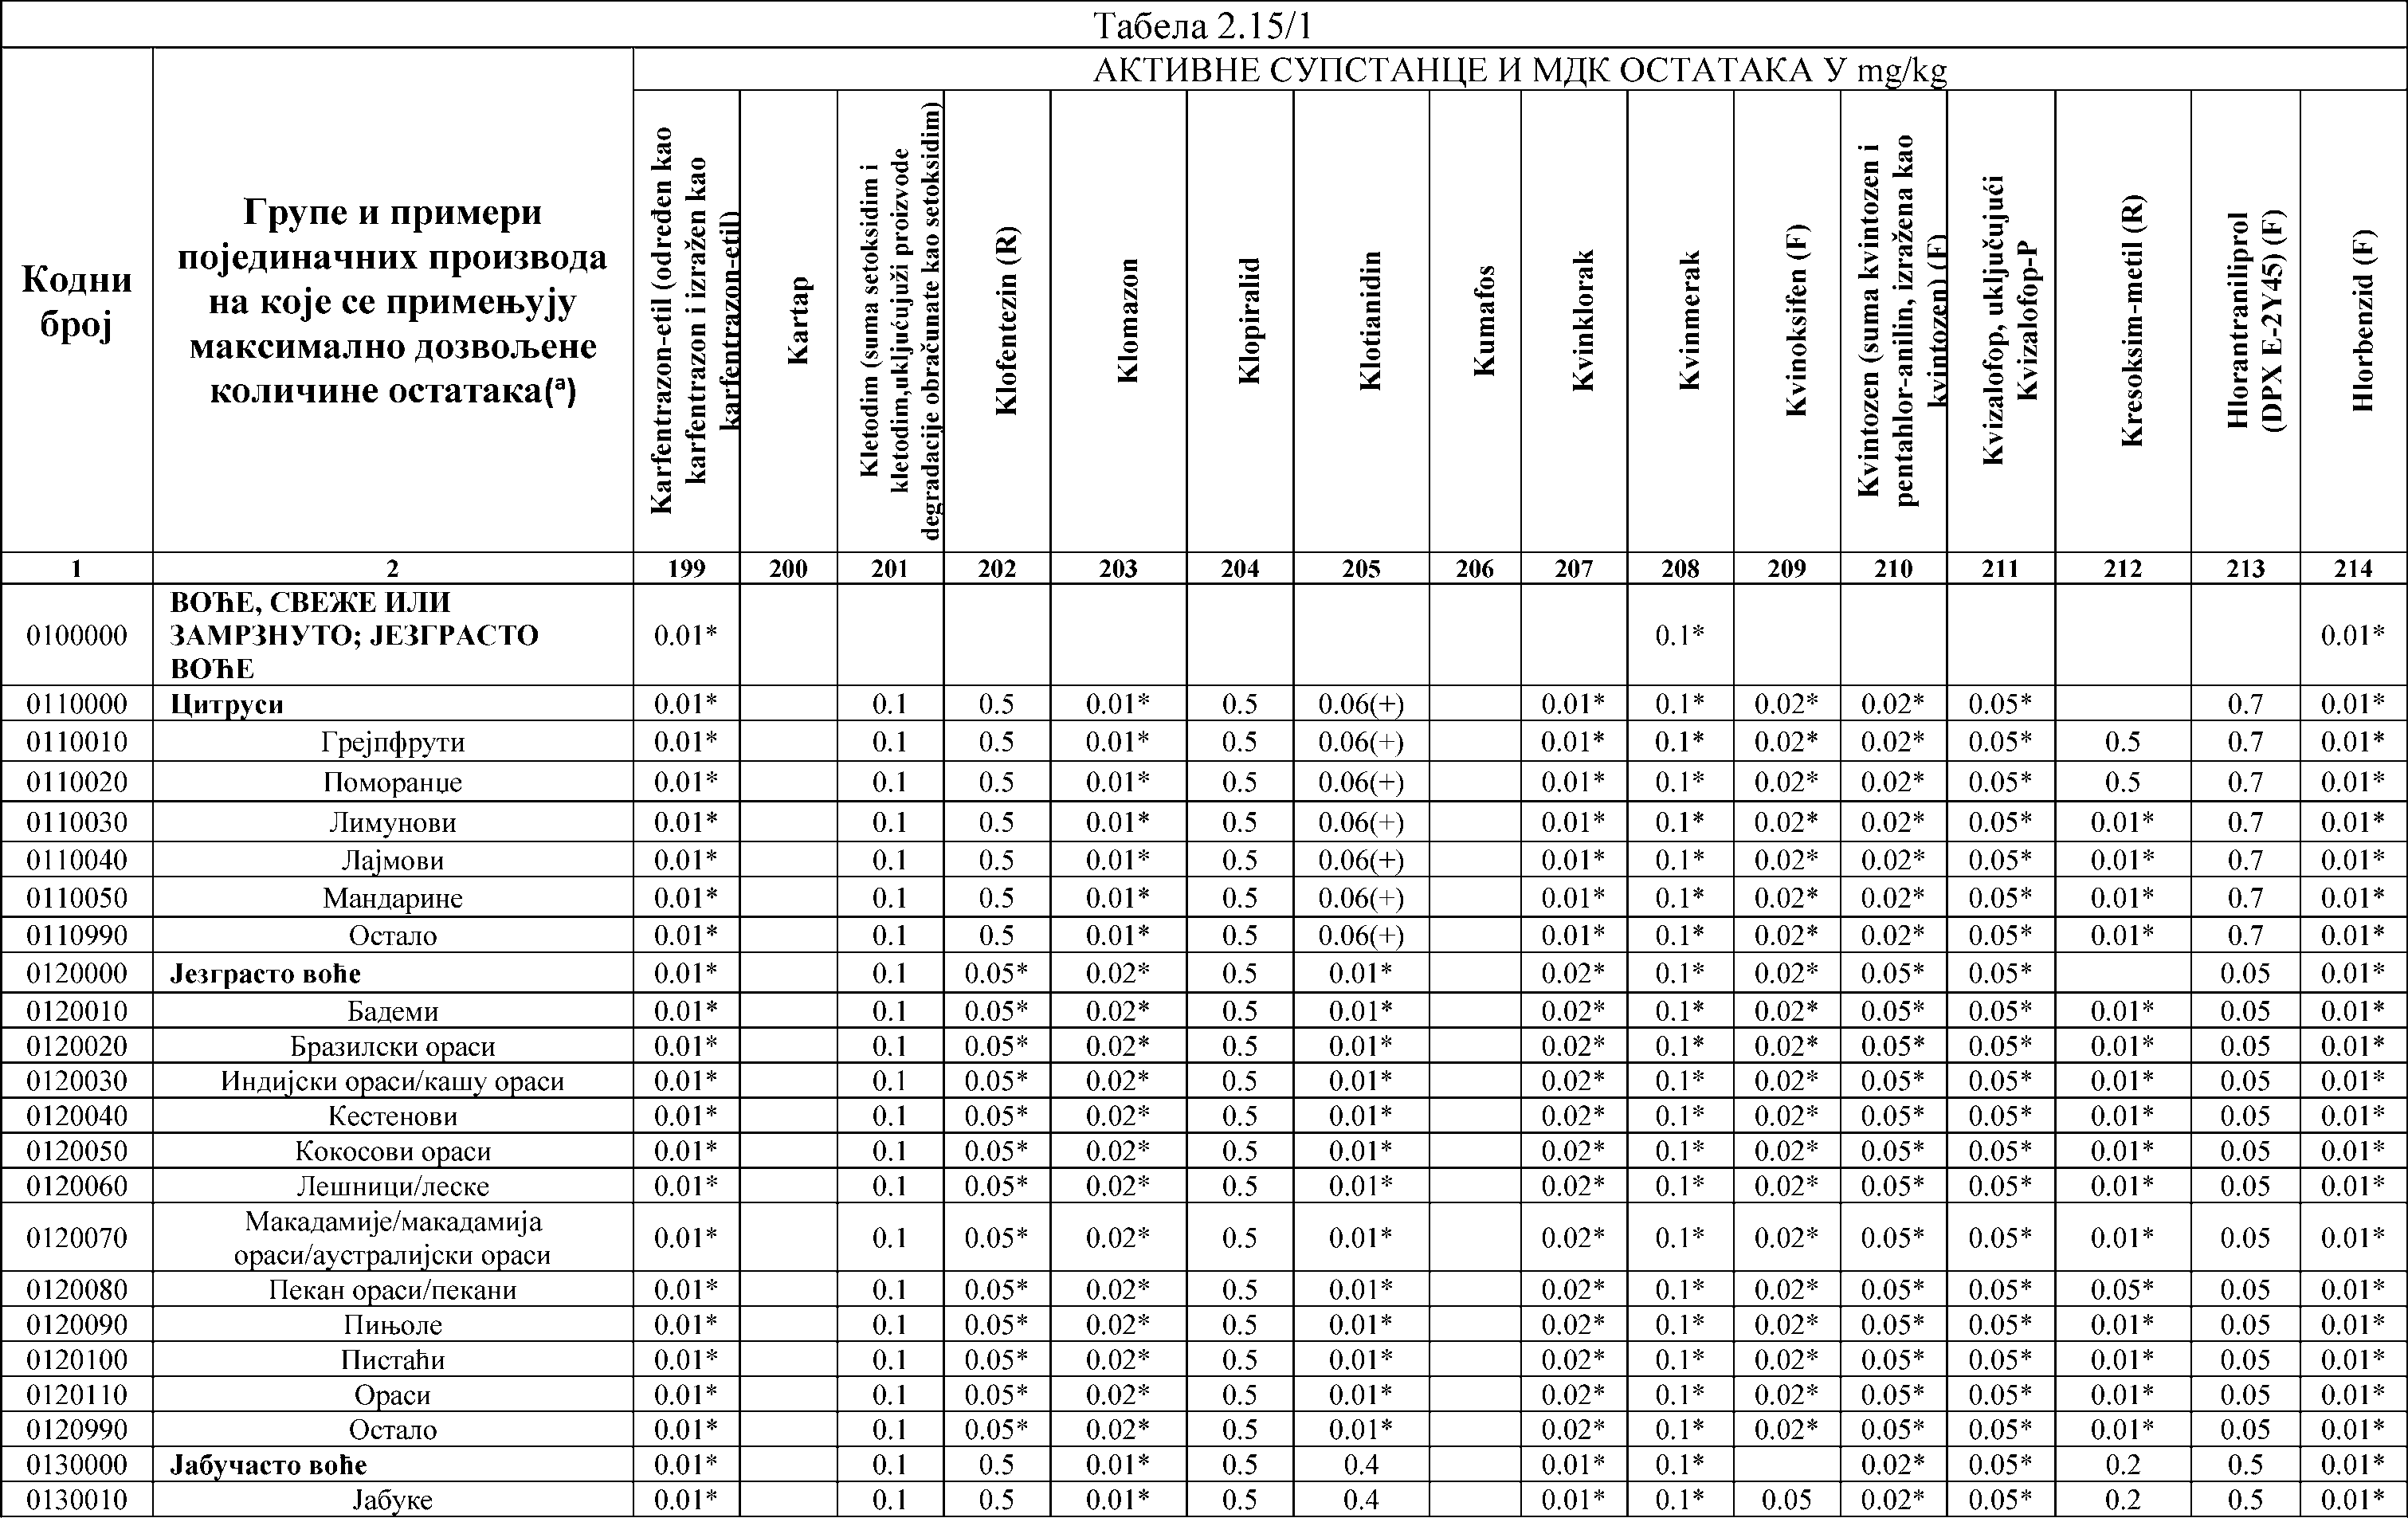 Табела 2.15/1
АКТИВНЕ СУПСТАНЦЕ И МДК ОСТАТАКА У mg/kg
Кодни
број
Групе и примери
појединачних производа
на које се примењују
максимално дозвољене
количине остатака(ᵃ)
Karfentrazon-etil (određen kao
karfentrazon i izražen kao
karfentrazon-etil)
Kartap
Kletodim (suma setoksidim i
kletodim,uključujuži proizvode
degradacije obračunate kao setoksidim)
Klofentezin (R)
Klomazon
Klopiralid
Klotianidin
Kumafos
Kvinklorak
Kvinmerak
Kvinoksifen (F)
Kvintozen (suma kvintozen i
pentahlor-anilin, izražena kao
kvintozen) (F)
Kvizalofop, uključujući
Kvizalofop-P
Kresoksim-metil (R)
Hlorantraniliprol
(DPX E-2Y45) (F)
Hlorbenzid (F)
1 2 199 200 201 202 203 204 205 206 207 208 209 210 211 212 213 214
0100000 ВОЋЕ, СВЕЖЕ ИЛИ
ЗАМРЗНУТО; ЈЕЗГРАСТО
ВОЋЕ 0.01* 0.1* 0.01*
0110000 Цитруси 0.01* 0.1 0.5 0.01* 0.5 0.06(+) 0.01* 0.1* 0.02* 0.02* 0.05* 0.7 0.01*
0110010 Грејпфрути 0.01* 0.1 0.5 0.01* 0.5 0.06(+) 0.01* 0.1* 0.02* 0.02* 0.05* 0.5 0.7 0.01*
0110020 Поморанџе 0.01* 0.1 0.5 0.01* 0.5 0.06(+) 0.01* 0.1* 0.02* 0.02* 0.05* 0.5 0.7 0.01*
0110030 Лимунови 0.01* 0.1 0.5 0.01* 0.5 0.06(+) 0.01* 0.1* 0.02* 0.02* 0.05* 0.01* 0.7 0.01*
0110040 Лајмови 0.01* 0.1 0.5 0.01* 0.5 0.06(+) 0.01* 0.1* 0.02* 0.02* 0.05* 0.01* 0.7 0.01*
0110050 Мандарине 0.01* 0.1 0.5 0.01* 0.5 0.06(+) 0.01* 0.1* 0.02* 0.02* 0.05* 0.01* 0.7 0.01*
0110990 Остало 0.01* 0.1 0.5 0.01* 0.5 0.06(+) 0.01* 0.1* 0.02* 0.02* 0.05* 0.01* 0.7 0.01*
0120000 Језграсто воће 0.01* 0.1 0.05* 0.02* 0.5 0.01* 0.02* 0.1* 0.02* 0.05* 0.05* 0.05 0.01*
0120010 Бадеми 0.01* 0.1 0.05* 0.02* 0.5 0.01* 0.02* 0.1* 0.02* 0.05* 0.05* 0.01* 0.05 0.01*
0120020 Бразилски ораси 0.01* 0.1 0.05* 0.02* 0.5 0.01* 0.02* 0.1* 0.02* 0.05* 0.05* 0.01* 0.05 0.01*
0120030 Индијски ораси/кашу ораси 0.01* 0.1 0.05* 0.02* 0.5 0.01* 0.02* 0.1* 0.02* 0.05* 0.05* 0.01* 0.05 0.01*
0120040 Кестенови 0.01* 0.1 0.05* 0.02* 0.5 0.01* 0.02* 0.1* 0.02* 0.05* 0.05* 0.01* 0.05 0.01*
0120050 Кокосови ораси 0.01* 0.1 0.05* 0.02* 0.5 0.01* 0.02* 0.1* 0.02* 0.05* 0.05* 0.01* 0.05 0.01*
0120060 Лешници/леске 0.01* 0.1 0.05* 0.02* 0.5 0.01* 0.02* 0.1* 0.02* 0.05* 0.05* 0.01* 0.05 0.01*
0120070 Макадамије/макадамија
ораси/аустралијски ораси 0.01* 0.1 0.05* 0.02* 0.5 0.01* 0.02* 0.1* 0.02* 0.05* 0.05* 0.01* 0.05 0.01*
0120080 Пекан ораси/пекани 0.01* 0.1 0.05* 0.02* 0.5 0.01* 0.02* 0.1* 0.02* 0.05* 0.05* 0.05* 0.05 0.01*
0120090 Пињоле 0.01* 0.1 0.05* 0.02* 0.5 0.01* 0.02* 0.1* 0.02* 0.05* 0.05* 0.01* 0.05 0.01*
0120100 Пистаћи 0.01* 0.1 0.05* 0.02* 0.5 0.01* 0.02* 0.1* 0.02* 0.05* 0.05* 0.01* 0.05 0.01*
0120110 Ораси 0.01* 0.1 0.05* 0.02* 0.5 0.01* 0.02* 0.1* 0.02* 0.05* 0.05* 0.01* 0.05 0.01*
0120990 Остало 0.01* 0.1 0.05* 0.02* 0.5 0.01* 0.02* 0.1* 0.02* 0.05* 0.05* 0.01* 0.05 0.01*
0130000 Јабучасто воће 0.01* 0.1 0.5 0.01* 0.5 0.4 0.01* 0.1* 0.02* 0.05* 0.2 0.5 0.01*
0130010 Јабуке 0.01* 0.1 0.5 0.01* 0.5 0.4 0.01* 0.1* 0.05 0.02* 0.05* 0.2 0.5 0.01*